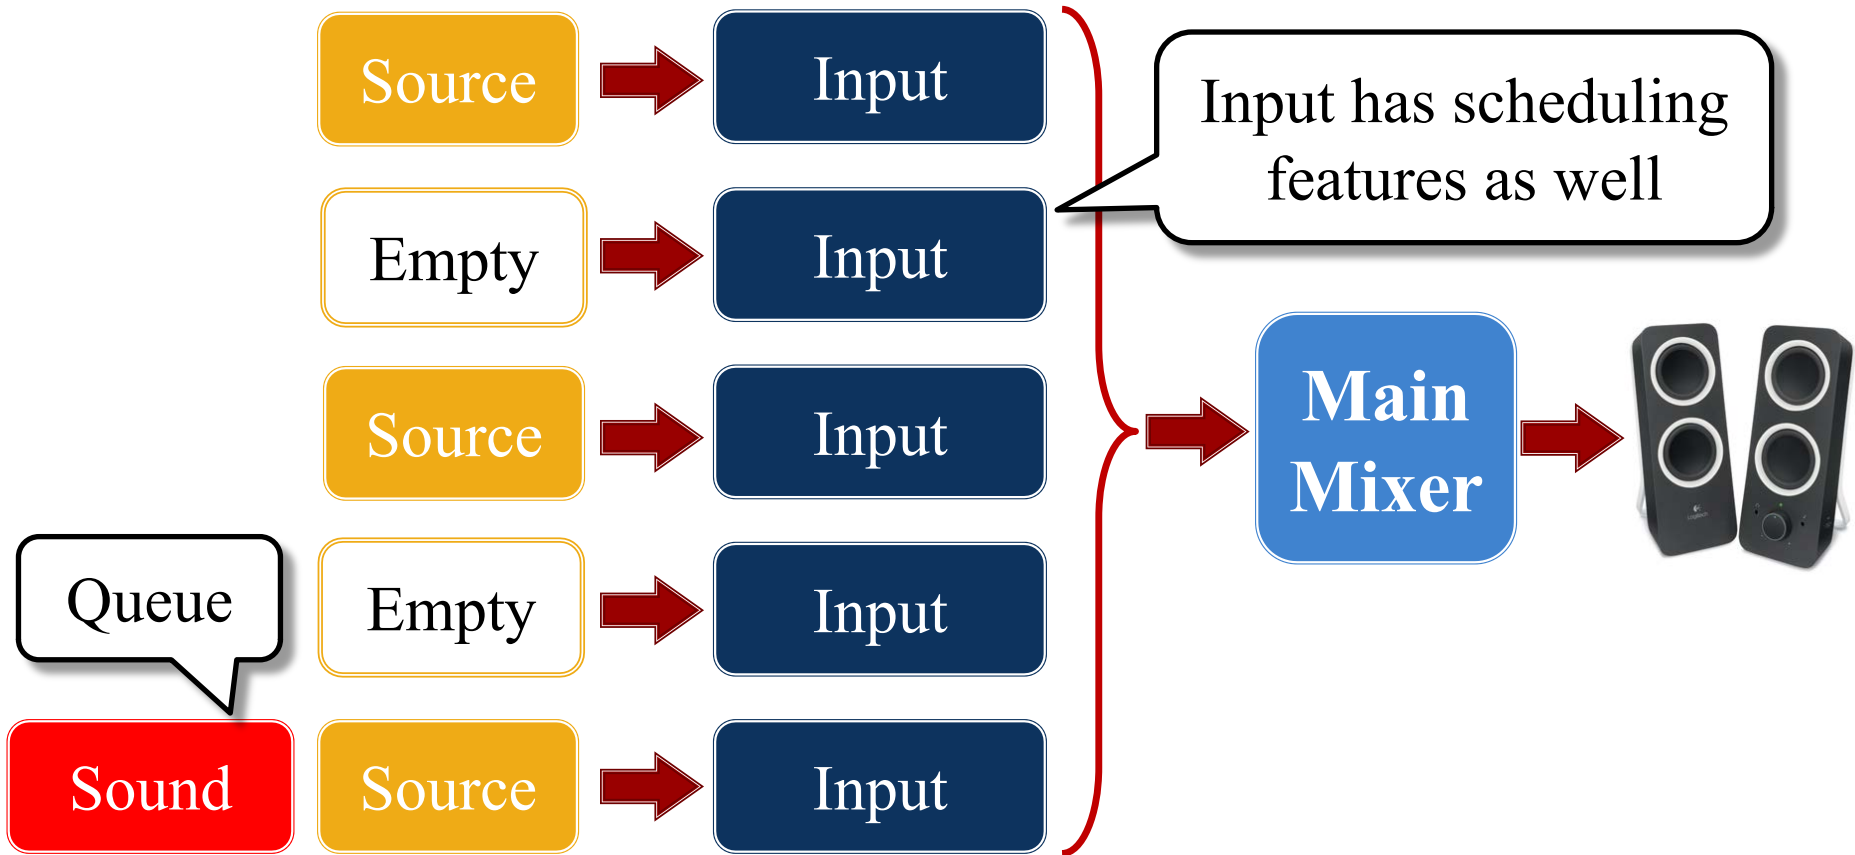 Source
Input
Input has scheduling
features as well
Empty
Input
Source
Input
Main
Mixer
Queue
Empty
Input
Sound
Source
Input